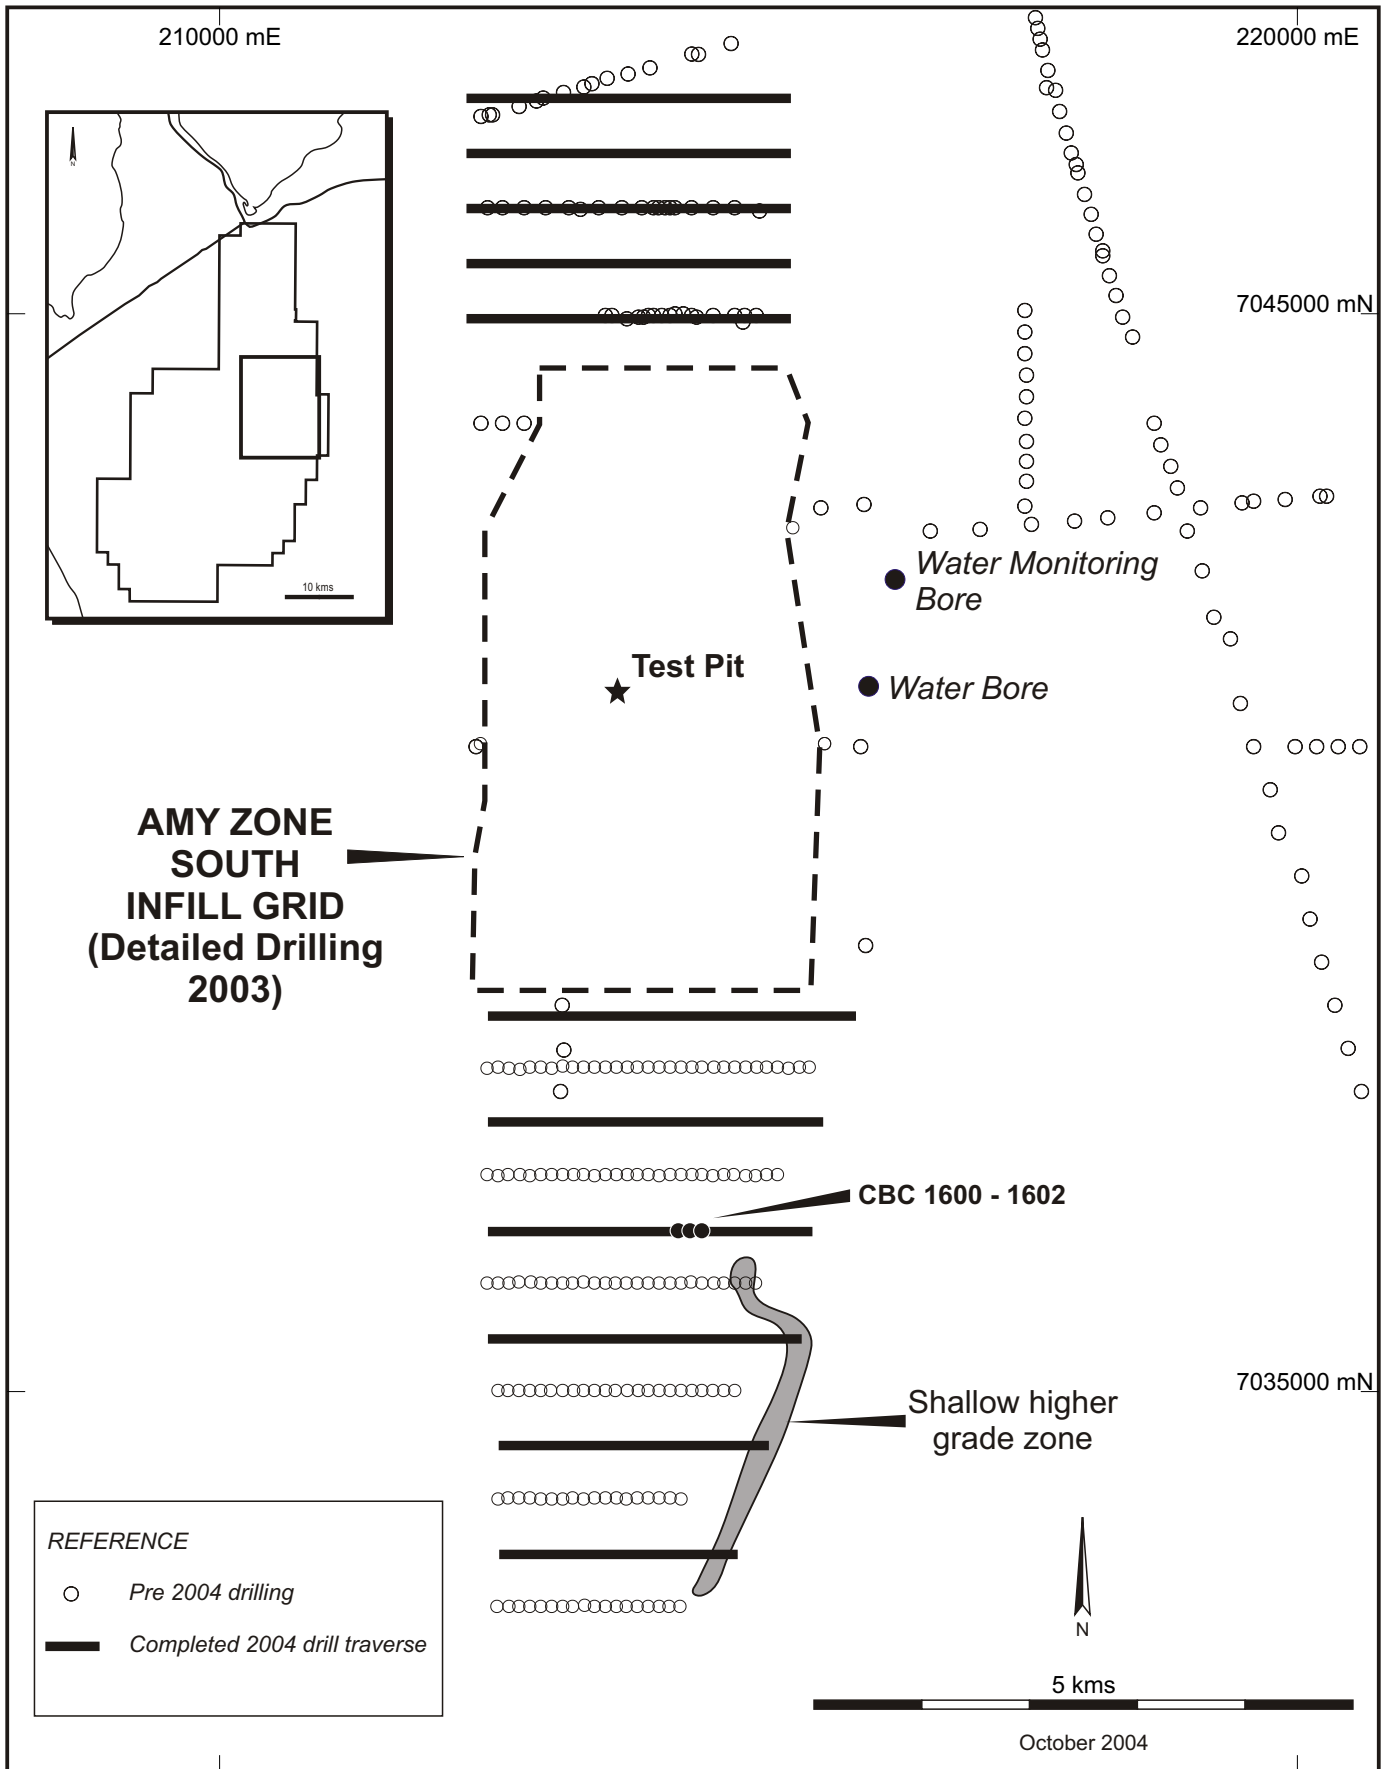 210000 mE
220000 mE
N
10 kms
7045000 mN
Water Monitoring
Bore
Test Pit
Water Bore
AMY ZONE
SOUTH
INFILL GRID
(Detailed Drilling
2003)
CBC 1600 - 1602
7035000 mN
Shallow higher
grade zone
REFERENCE
Pre 2004 drilling
Completed 2004 drill traverse
N
5 kms
October 2004